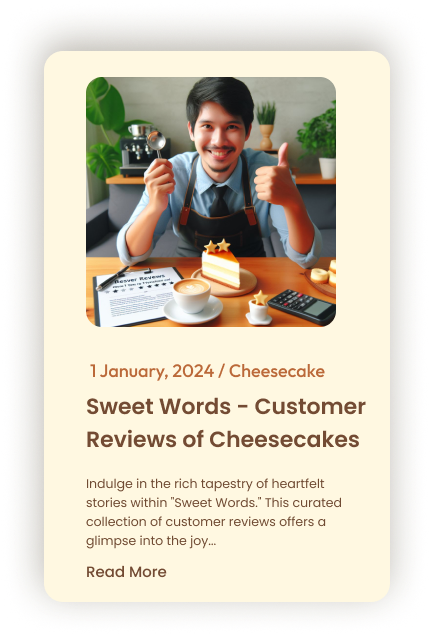 1 January, 2024 / Cheesecake
Sweet Words - Customer
Reviews of Cheesecakes
Indulge in the rich tapestry of heartfelt
stories within "Sweet Words." This curated
collection of customer reviews offers a
glimpse into the joy...
Read More